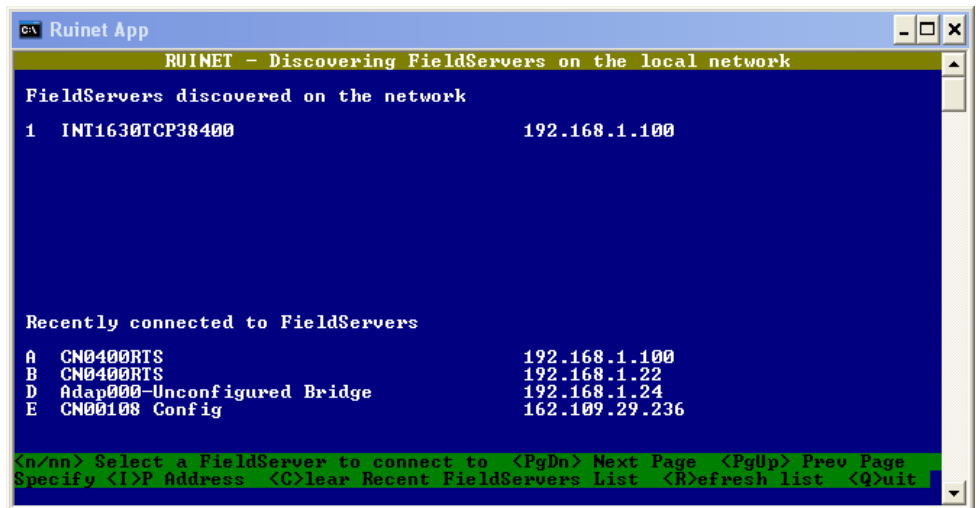 Ruinet App
RUINET - Discovering FieldServers on the local network
FieldServers discovered on the network
1 INT1630TCP38400 192.168.1.100
Recently connected to FieldServers
A CN0400RTS 192.168.1.100
B CN0400RTS 192.168.1.22
D Adap000-Unconfigured Bridge 192.168.1.24
E CN00108 Config 162.109.29.236
<n/nn> Select a FieldServer to connect to <PgDn> Next Page <PgUp> Prev Page
Specify <I>P Address <C>lear Recent FieldServers List <R>efresh list <Q>uit